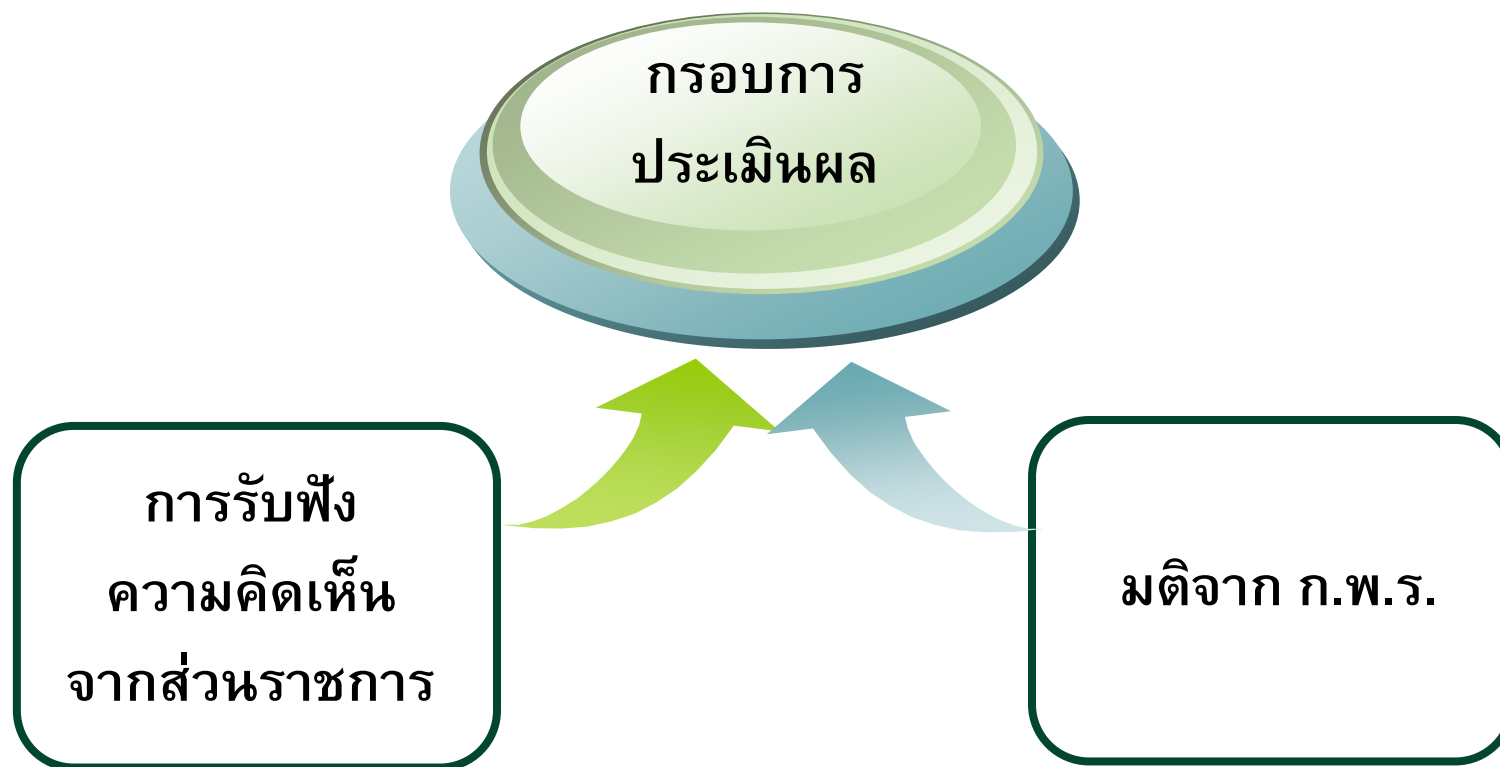 กรอบการ
ประเมินผล
การรับฟัง
ความคิดเห็น
จากส่วนราชการ
มติจาก ก.พ.ร.